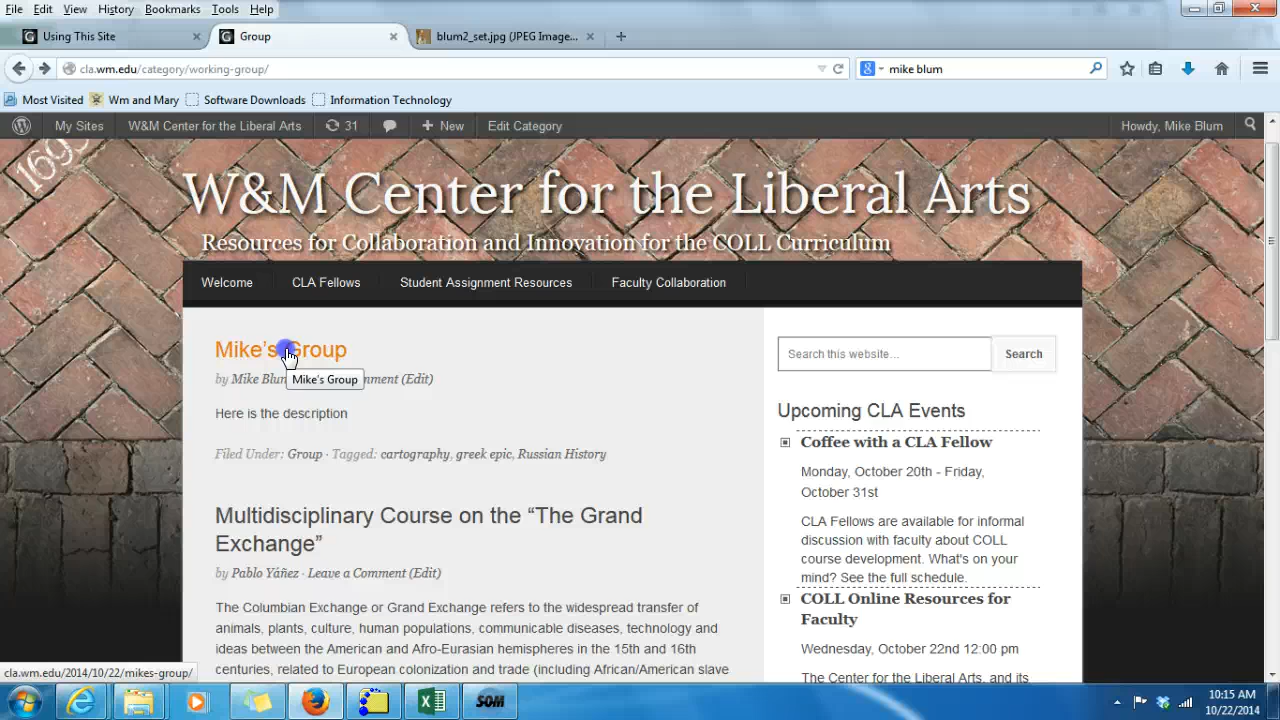 File Edit View History Bookmarks Tools Help
Using This Site
Group
blum2_set.jpg (JPEG Image...
cla.wm.edu/category/working-group/
mike blum
Most Visited Wm and Mary Software Downloads Information Technology
My Sites W&M Center for the Liberal Arts 31 New Edit Category Howdy, Mike Blum
1693
W&M Center for the Liberal Arts
Resources for Collaboration and Innovation for the COLL Curriculum
Welcome CLA Fellows Student Assignment Resources Faculty Collaboration
Mike's Group
by Mike Blum
mment (Edit)
Mike's Group
Here is the description
Filed Under: Group · Tagged: cartography, greek epic, Russian History
Multidisciplinary Course on the “The Grand
Exchange”
by Pablo Yáñez · Leave a Comment (Edit)
The Columbian Exchange or Grand Exchange refers to the widespread transfer of
animals, plants, culture, human populations, communicable diseases, technology and
ideas between the American and Afro-Eurasian hemispheres in the 15th and 16th
centuries, related to European colonization and trade (including African/American slave
Search this website... Search
Upcoming CLA Events
Coffee with a CLA Fellow
Monday, October 20th - Friday,
October 31st
CLA Fellows are available for informal
discussion with faculty about COLL
course development. What's on your
mind? See the full schedule.
COLL Online Resources for
Faculty
Wednesday, October 22nd 12:00 pm
The Center for the Liberal Arts, and its
cla.wm.edu/2014/10/22/mikes-group/
SOM
10:15 AM
10/22/2014